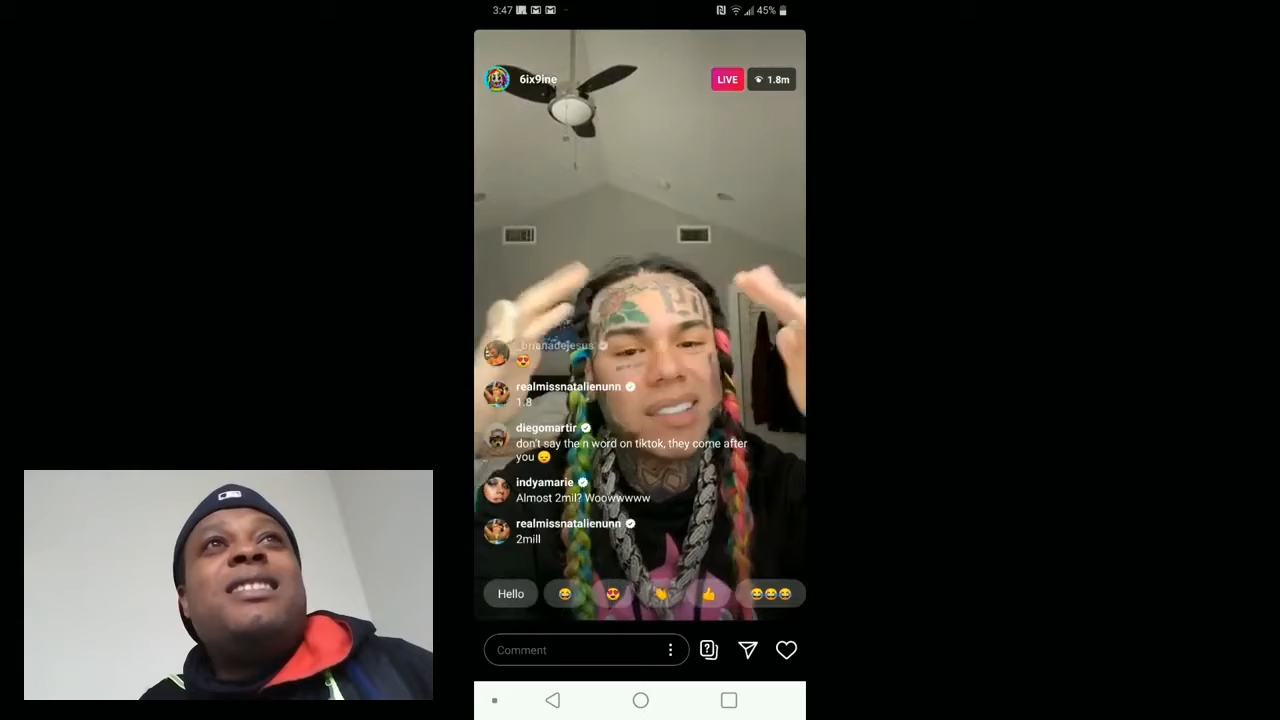 3:47
45%
6ix9ine
LIVE
1.8m
_brianadejesus
realmissnatalienunn
1.8
diegomartir
don't say the n word on tiktok, they come after
you
indyamarie
Almost 2mil? Woowwwww
realmissnatalienunn
2mill
Hello
Comment